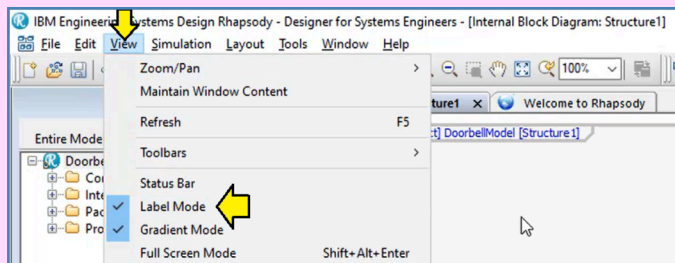 IBM Engineering Systems Design Rhapsody - Designer for Systems Engineers - [Internal Block Diagram: Structure1]
File Edit View Simulation Layout Tools Window Help
Zoom/Pan
100%
Maintain Window Content
ture1 Welcome to Rhapsody
Refresh F5
ct] DoorbellModel [Structure1]
Entire Mode
Toolbars
Doorbe
Co
Status Bar
Inte
Pac
Label Mode
Pro
Gradient Mode
Full Screen Mode Shift+Alt+Enter